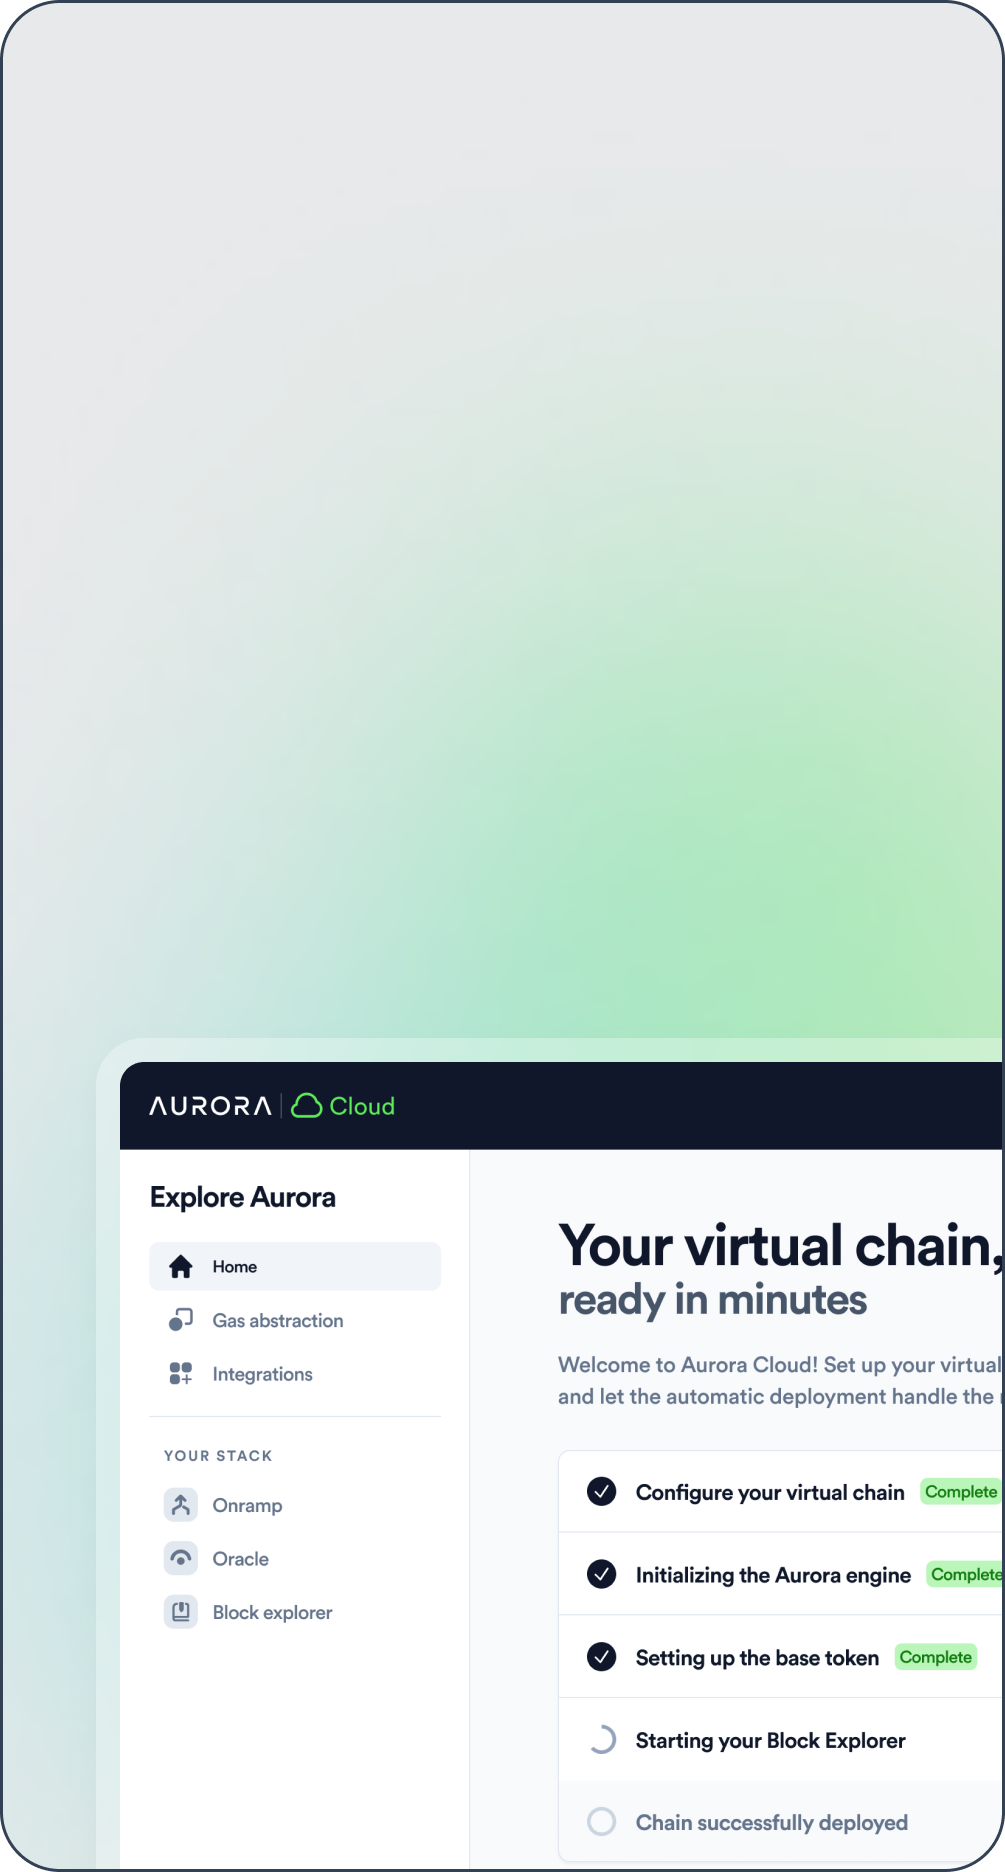 AURORA Cloud
Explore Aurora
Home
Gas abstraction
Integrations
YOUR STACK
Onramp
Oracle
Block explorer
Your virtual chain,
ready in minutes
Welcome to Aurora Cloud! Set up your virtual
and let the automatic deployment handle the
Configure your virtual chain Complete
Initializing the Aurora engine Complete
Setting up the base token Complete
Starting your Block Explorer
Chain successfully deployed